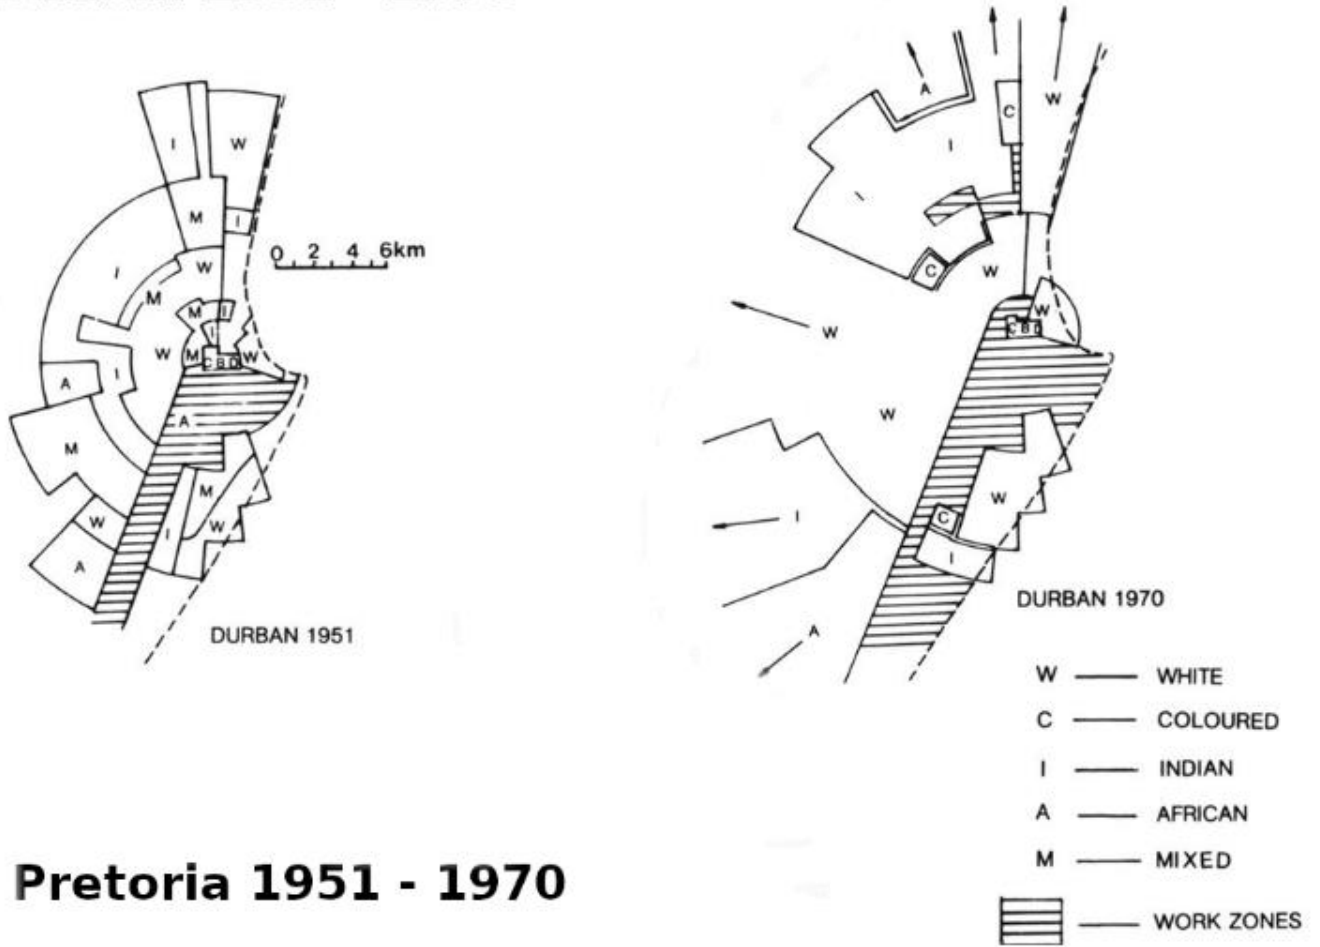 I
W
M
I
W
0 2 4 6km
I
M
M
I
I
W
M
CBD
W
A
I
A
M
M
W
I
W
A
DURBAN 1951
A
C
W
I
I
C
W
W
W
CBD
W
W
C
I
I
A
DURBAN 1970
W WHITE
C COLOURED
I INDIAN
A AFRICAN
M MIXED
WORK ZONES
Pretoria 1951 - 1970